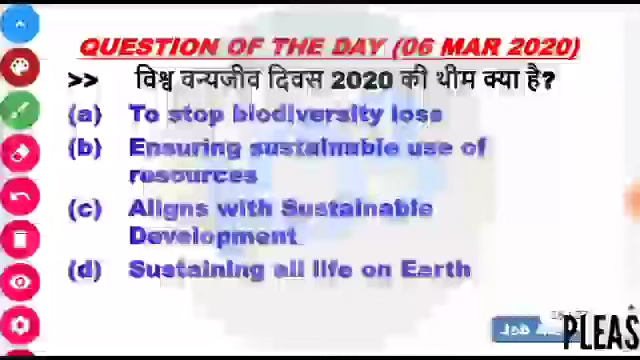 QUESTION OF THE DAY (06 MAR 2020)
>> विश्व वन्यजीव दिवस 2020 की थीम क्या है?
(a) To stop biodiversity loss
(b) Ensuring sustainable use of
resources
(c) Aligns with Sustainable
Development
(d) Sustaining all life on Earth
Job
PLEAS